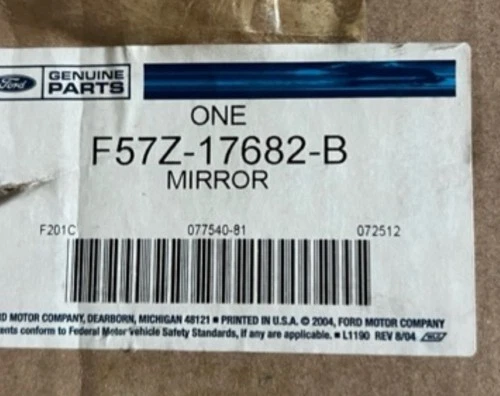 Ford GENUINE
PARTS
ONE
F57Z-17682-B
MIRROR
F201C 077540-81 072512
MOTOR COMPANY, DEARBORN, MICHIGAN 48121 ■ PRINTED IN U.S.A. © 2004, FORD MOTOR COMPANY
conform to Federal Motor Vehicle Safety Standards, if any are applicable. ■ L1190 REV 8/04